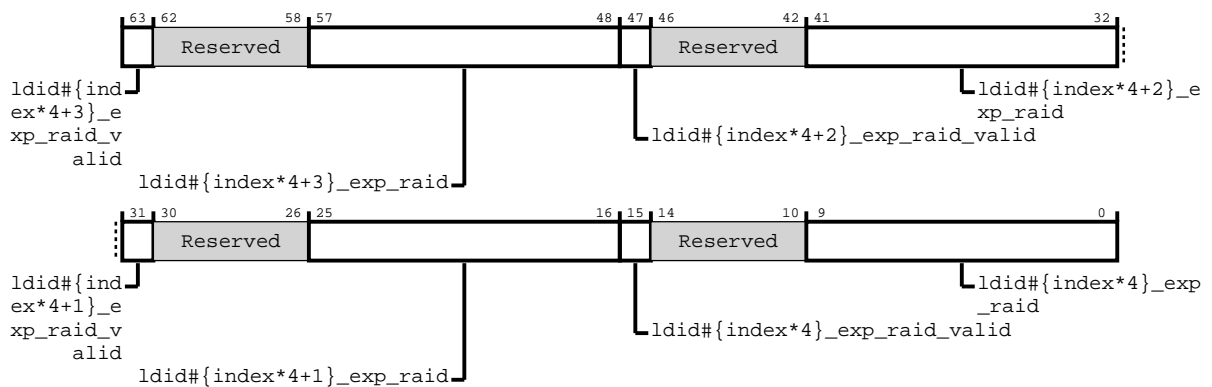 63 62 58 57 48 47 46 42 41 32
Reserved Reserved
ldid#{ind
ex*4+3}_e
xp_raid_v
alid
ldid#{index*4+2}_e
xp_raid
ldid#{index*4+2}_exp_raid_valid
ldid#{index*4+3}_exp_raid
31 30 26 25 16 15 14 10 9 0
Reserved Reserved
ldid#{ind
ex*4+1}_e
xp_raid_v
alid
ldid#{index*4}_exp
_raid
ldid#{index*4}_exp_raid_valid
ldid#{index*4+1}_exp_raid